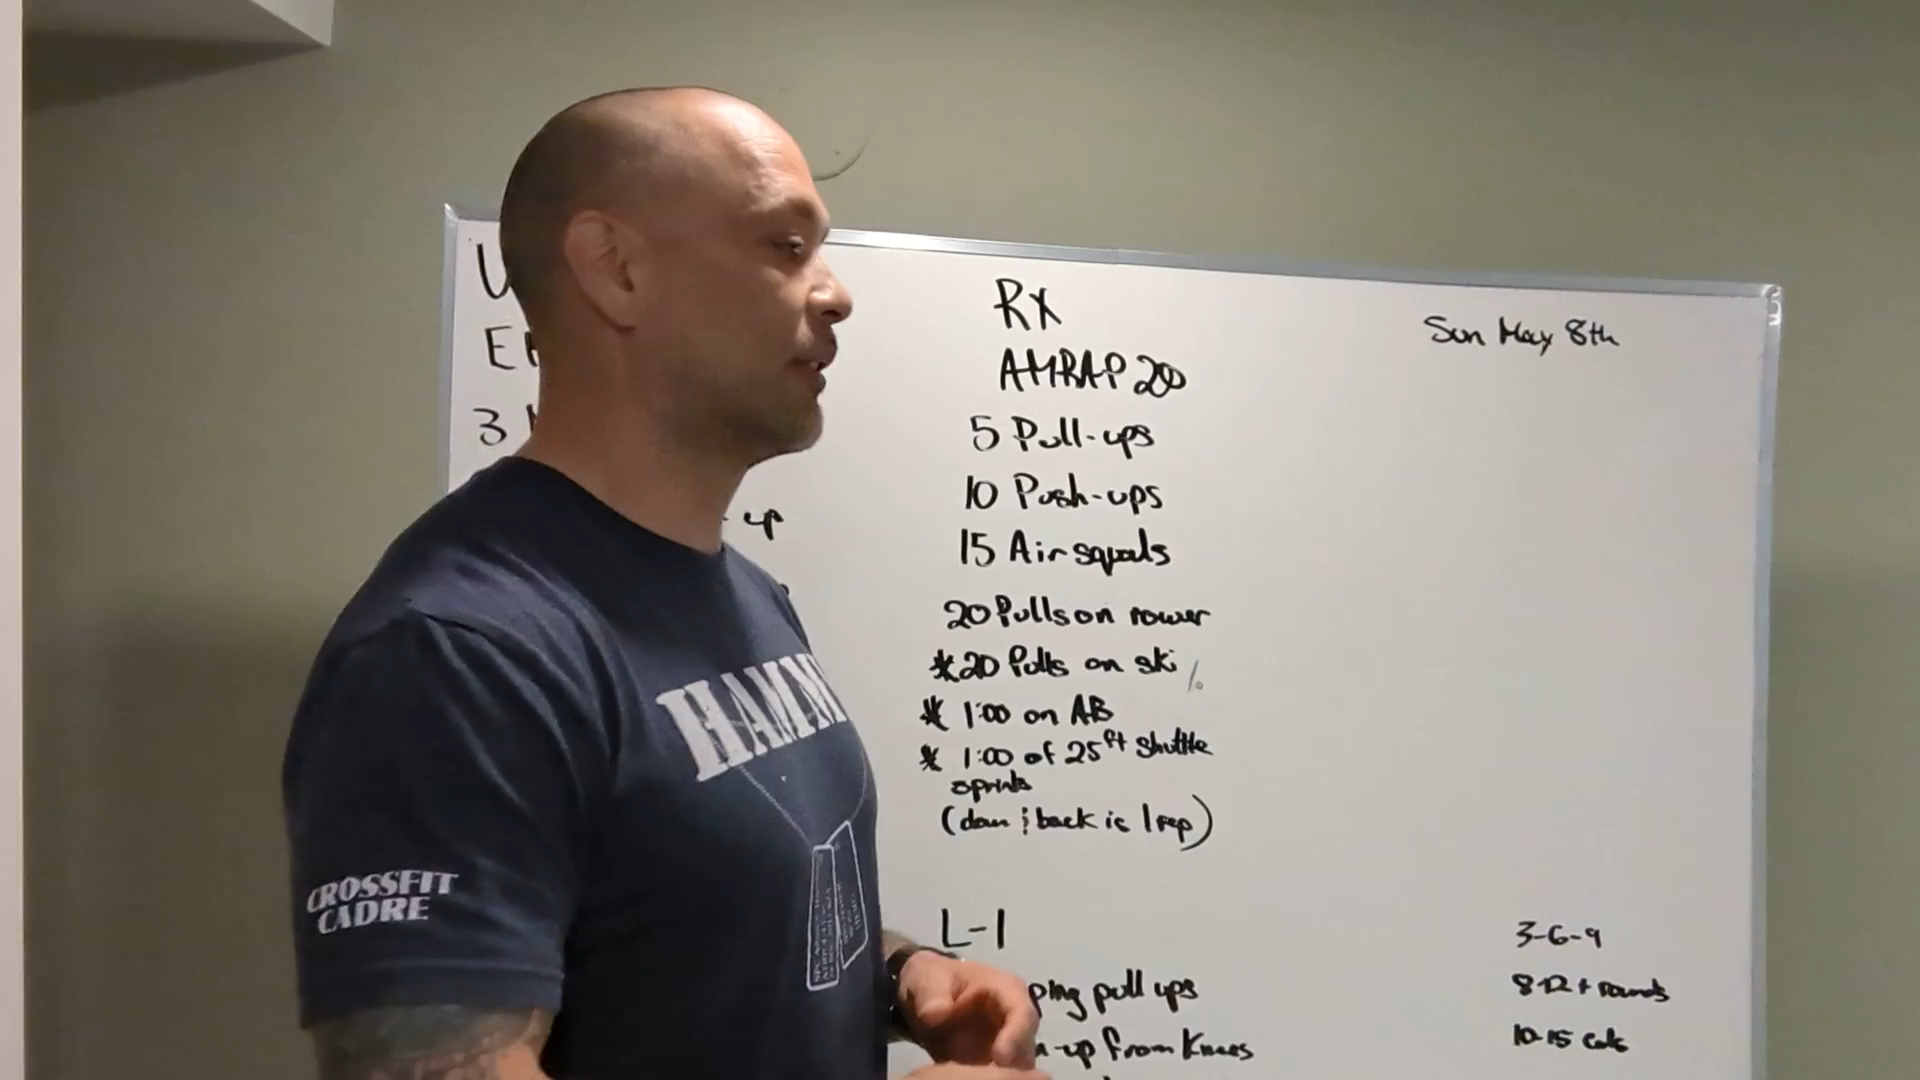 3
up
RX
AMRAP 20
5 Pull-ups
10 Push-ups
15 Air squats
20 Pulls on rower
*20 Pulls on ski
* 1:00 on AB
* 1:00 of 25ft shuttle
sprints
(down & back is 1 rep)
L-1
pull ups
from Knees
Sun May 8th
3-6-9
8-12+ rounds
10-15 cals
HAMM
CROSSFIT
CADRE